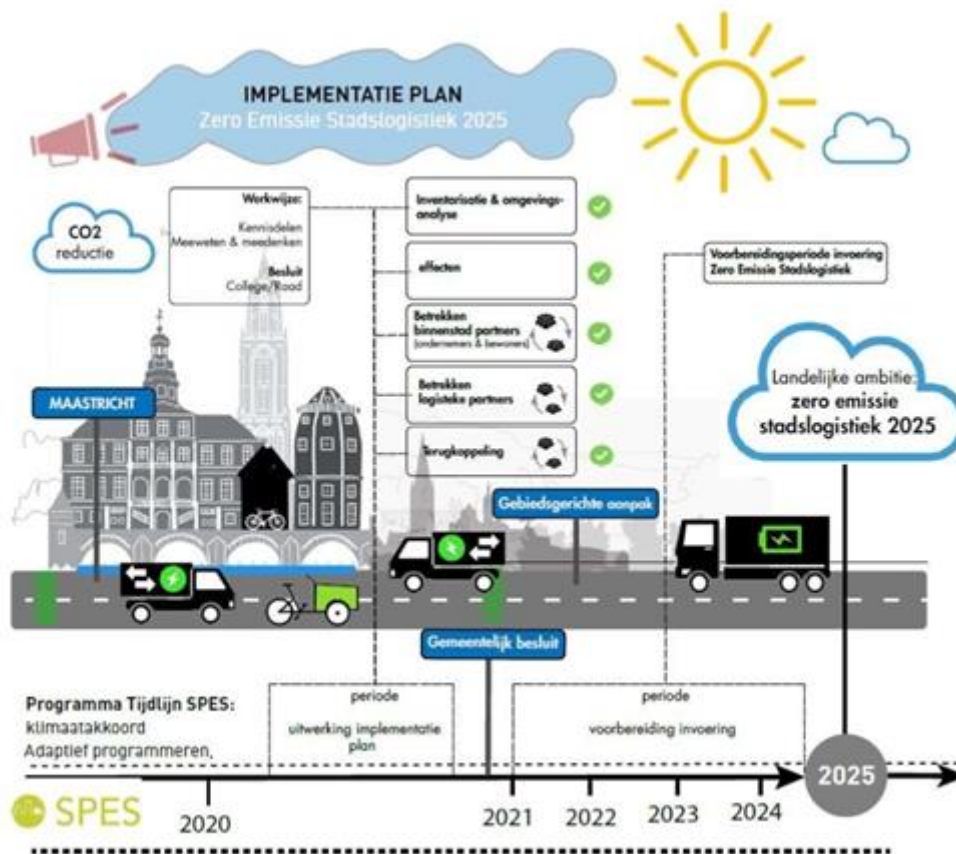 IMPLEMENTATIE PLAN
Zero Emissie Stadslogistiek 2025
CO2
reductie
Werkwijze:
Kennisdelen
Meeweten & meedenken
Besluit
College/Raad
Inventarisatie & omgevings-
analyse
effecten
Betrekken
binnenstad partners
(ondernemers & bewoners)
Betrekken
logisteke partners
Terugkoppeling
Voorbereidingsperiode invoering
Zero Emissie Stadslogistiek
MAASTRICHT
Landelijke ambitie:
zero emissie
stadslogistiek 2025
Gebiedsgerichte aanpak
Gemeentelijk besluit
Programma Tijdlijn SPES:
klimaatakkoord
Adaptief programmeren,
periode
uitwerking implementatie
plan
periode
voorbereiding invoering
2025
SPES
2020
2021
2022
2023
2024